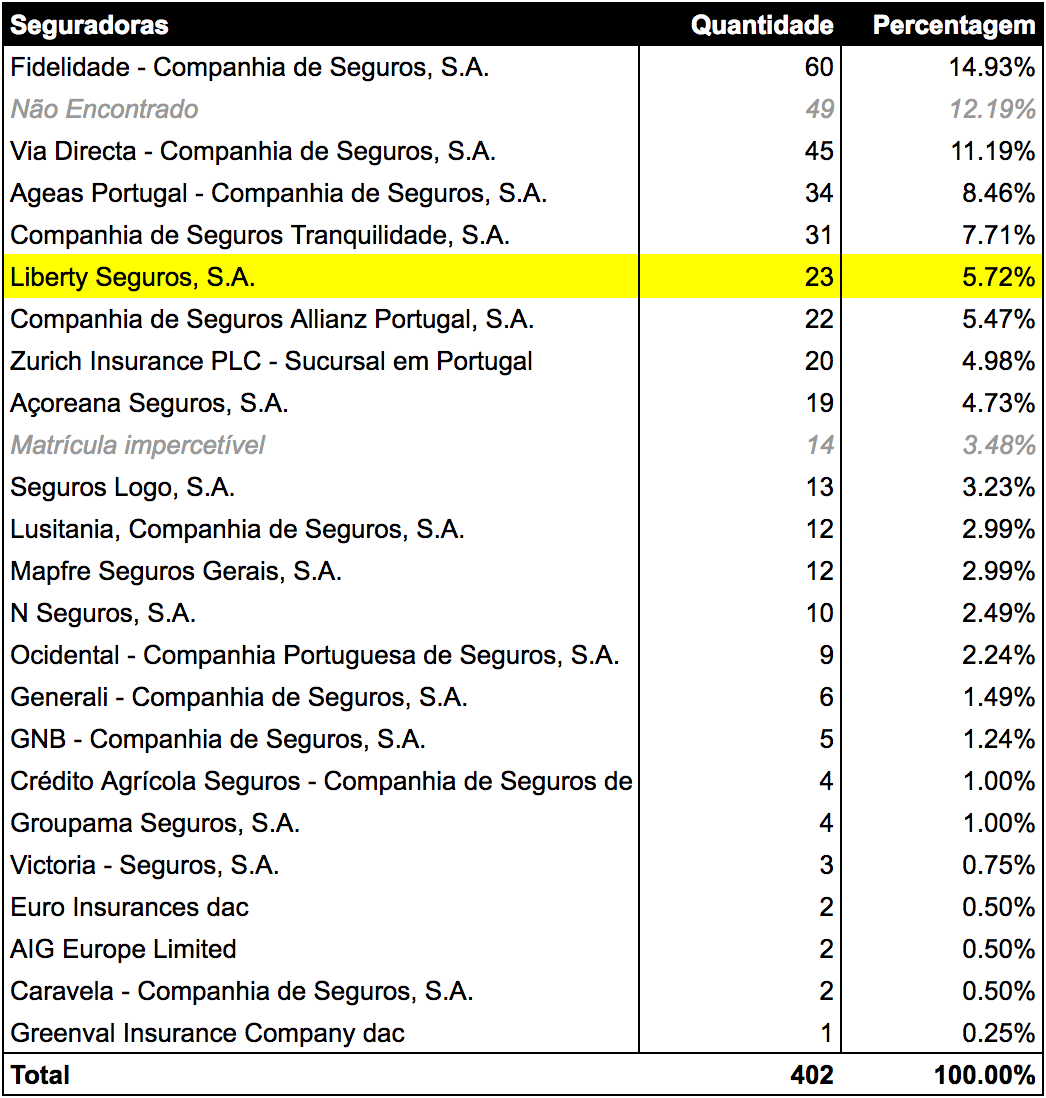 Seguradoras Quantidade Percentagem
Fidelidade - Companhia de Seguros, S.A. 60 14.93%
Não Encontrado 49 12.19%
Via Directa - Companhia de Seguros, S.A. 45 11.19%
Ageas Portugal - Companhia de Seguros, S.A. 34 8.46%
Companhia de Seguros Tranquilidade, S.A. 31 7.71%
Liberty Seguros, S.A. 23 5.72%
Companhia de Seguros Allianz Portugal, S.A. 22 5.47%
Zurich Insurance PLC - Sucursal em Portugal 20 4.98%
Açoreana Seguros, S.A. 19 4.73%
Matrícula impercetível 14 3.48%
Seguros Logo, S.A. 13 3.23%
Lusitania, Companhia de Seguros, S.A. 12 2.99%
Mapfre Seguros Gerais, S.A. 12 2.99%
N Seguros, S.A. 10 2.49%
Ocidental - Companhia Portuguesa de Seguros, S.A. 9 2.24%
Generali - Companhia de Seguros, S.A. 6 1.49%
GNB - Companhia de Seguros, S.A. 5 1.24%
Crédito Agrícola Seguros - Companhia de Seguros de 4 1.00%
Groupama Seguros, S.A. 4 1.00%
Victoria - Seguros, S.A. 3 0.75%
Euro Insurances dac 2 0.50%
AIG Europe Limited 2 0.50%
Caravela - Companhia de Seguros, S.A. 2 0.50%
Greenval Insurance Company dac 1 0.25%
Total 402 100.00%